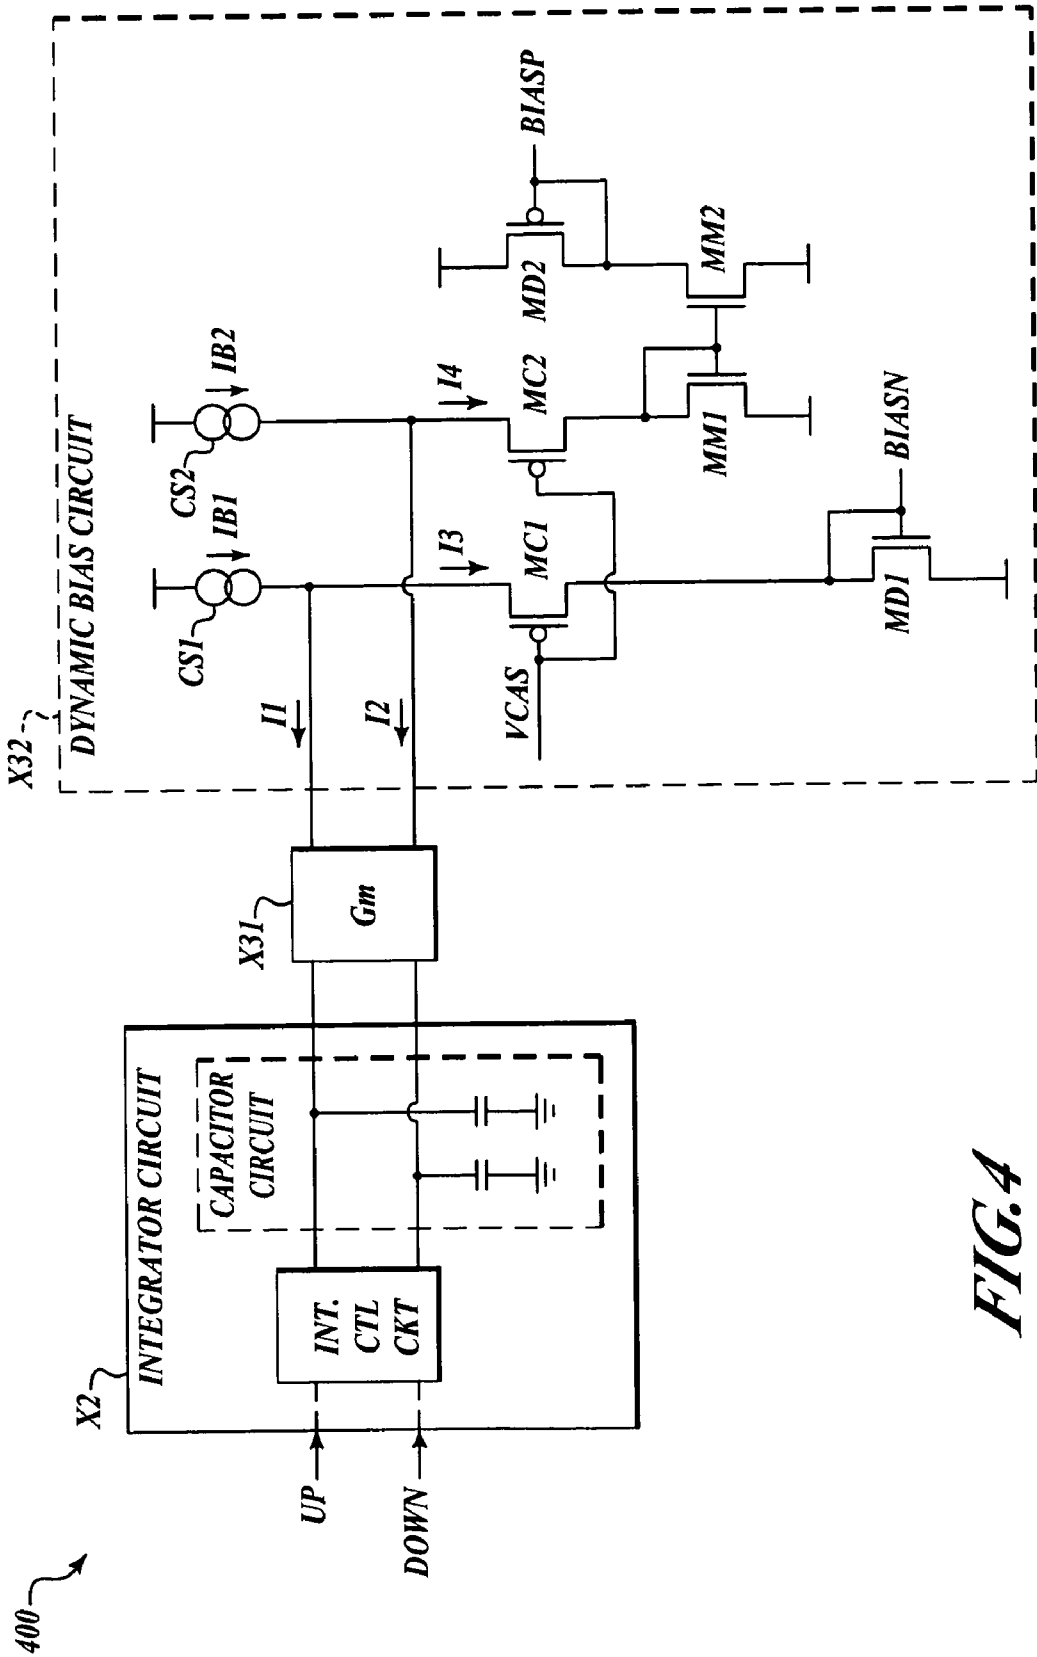 400
X2
INTEGRATOR CIRCUIT
UP
DOWN
INT.
CTL
CKT
CAPACITOR
CIRCUIT
X31
Gm
X32
DYNAMIC BIAS CIRCUIT
CS1
IB1
CS2
IB2
I1
I2
I3
I4
VCAS
MC1
MC2
MD2
BIASP
MM1
MM2
MD1
BIASN
FIG.4